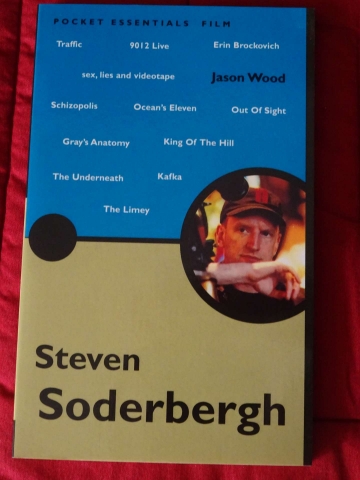 POCKET ESSENTIALS FILM
Traffic 9012 Live Erin Brockovich
sex, lies and videotape Jason Wood
Schizopolis Ocean's Eleven Out Of Sight
Gray's Anatomy King Of The Hill
The Underneath Kafka
The Limey
Steven
Soderbergh